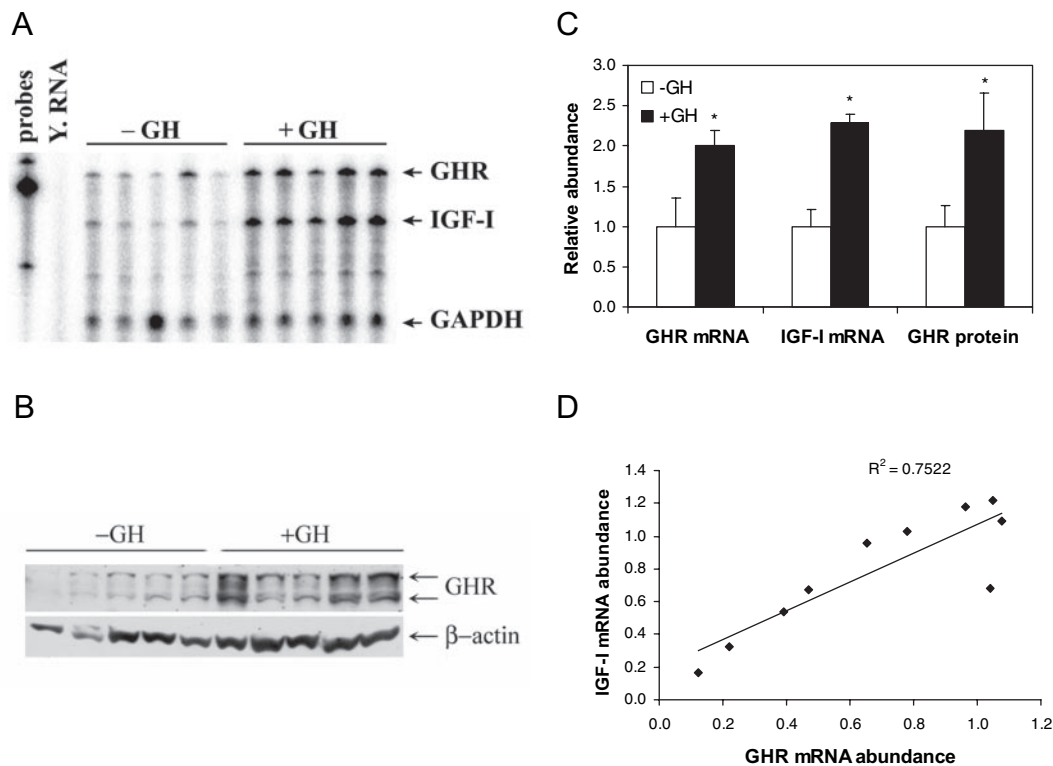 A
probes
Y. RNA
– GH
+ GH
GHR
IGF-I
GAPDH
B
–GH
+GH
GHR
β–actin
C
Relative abundance
3.0
2.5
2.0
1.5
1.0
0.5
0.0
-GH
+GH
*
*
*
GHR mRNA
IGF-I mRNA
GHR protein
D
R² = 0.7522
IGF-I mRNA abundance
1.4
1.2
1.0
0.8
0.6
0.4
0.2
0.0
0.0
0.2
0.4
0.6
0.8
1.0
1.2
GHR mRNA abundance